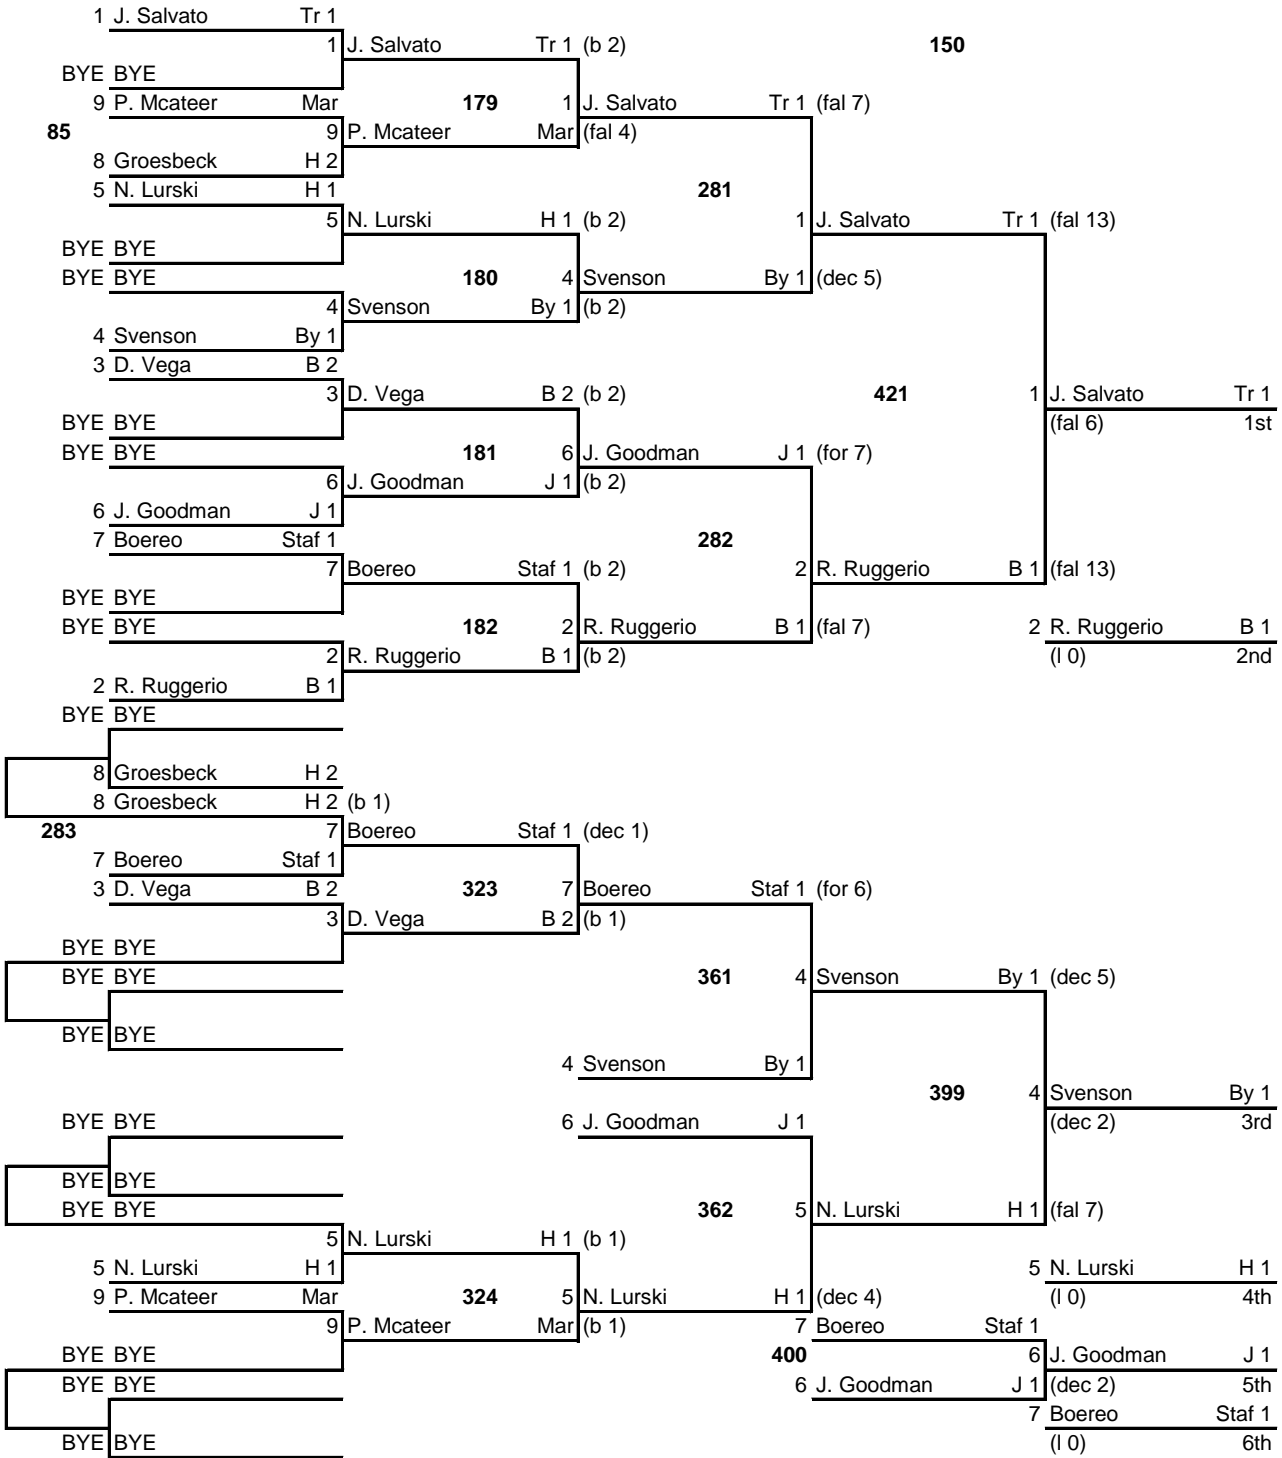 1 J. Salvato Tr 1
1 J. Salvato Tr 1 (b 2) 150
BYE BYE
9 P. Mcateer Mar 179 1 J. Salvato Tr 1 (fal 7)
85 9 P. Mcateer Mar (fal 4)
8 Groesbeck H 2
5 N. Lurski H 1 281
5 N. Lurski H 1 (b 2) 1 J. Salvato Tr 1 (fal 13)
BYE BYE
BYE BYE 180 4 Svenson By 1 (dec 5)
4 Svenson By 1 (b 2)
4 Svenson By 1
3 D. Vega B 2
3 D. Vega B 2 (b 2) 421 1 J. Salvato Tr 1
BYE BYE (fal 6) 1st
BYE BYE 181 6 J. Goodman J 1 (for 7)
6 J. Goodman J 1 (b 2)
6 J. Goodman J 1
7 Boereo Staf 1 282
7 Boereo Staf 1 (b 2) 2 R. Ruggerio B 1 (fal 13)
BYE BYE
BYE BYE 182 2 R. Ruggerio B 1 (fal 7) 2 R. Ruggerio B 1
2 R. Ruggerio B 1 (b 2) (l 0) 2nd
2 R. Ruggerio B 1
BYE BYE
8 Groesbeck H 2
8 Groesbeck H 2 (b 1)
283 7 Boereo Staf 1 (dec 1)
7 Boereo Staf 1
3 D. Vega B 2 323 7 Boereo Staf 1 (for 6)
3 D. Vega B 2 (b 1)
BYE BYE
BYE BYE 361 4 Svenson By 1 (dec 5)
BYE BYE
4 Svenson By 1
399 4 Svenson By 1
BYE BYE 6 J. Goodman J 1 (dec 2) 3rd
BYE BYE
BYE BYE 362 5 N. Lurski H 1 (fal 7)
5 N. Lurski H 1 (b 1)
5 N. Lurski H 1 5 N. Lurski H 1
9 P. Mcateer Mar 324 5 N. Lurski H 1 (dec 4) (l 0) 4th
9 P. Mcateer Mar (b 1) 7 Boereo Staf 1
BYE BYE 400 6 J. Goodman J 1
BYE BYE 6 J. Goodman J 1 (dec 2) 5th
7 Boereo Staf 1
BYE BYE (l 0) 6th